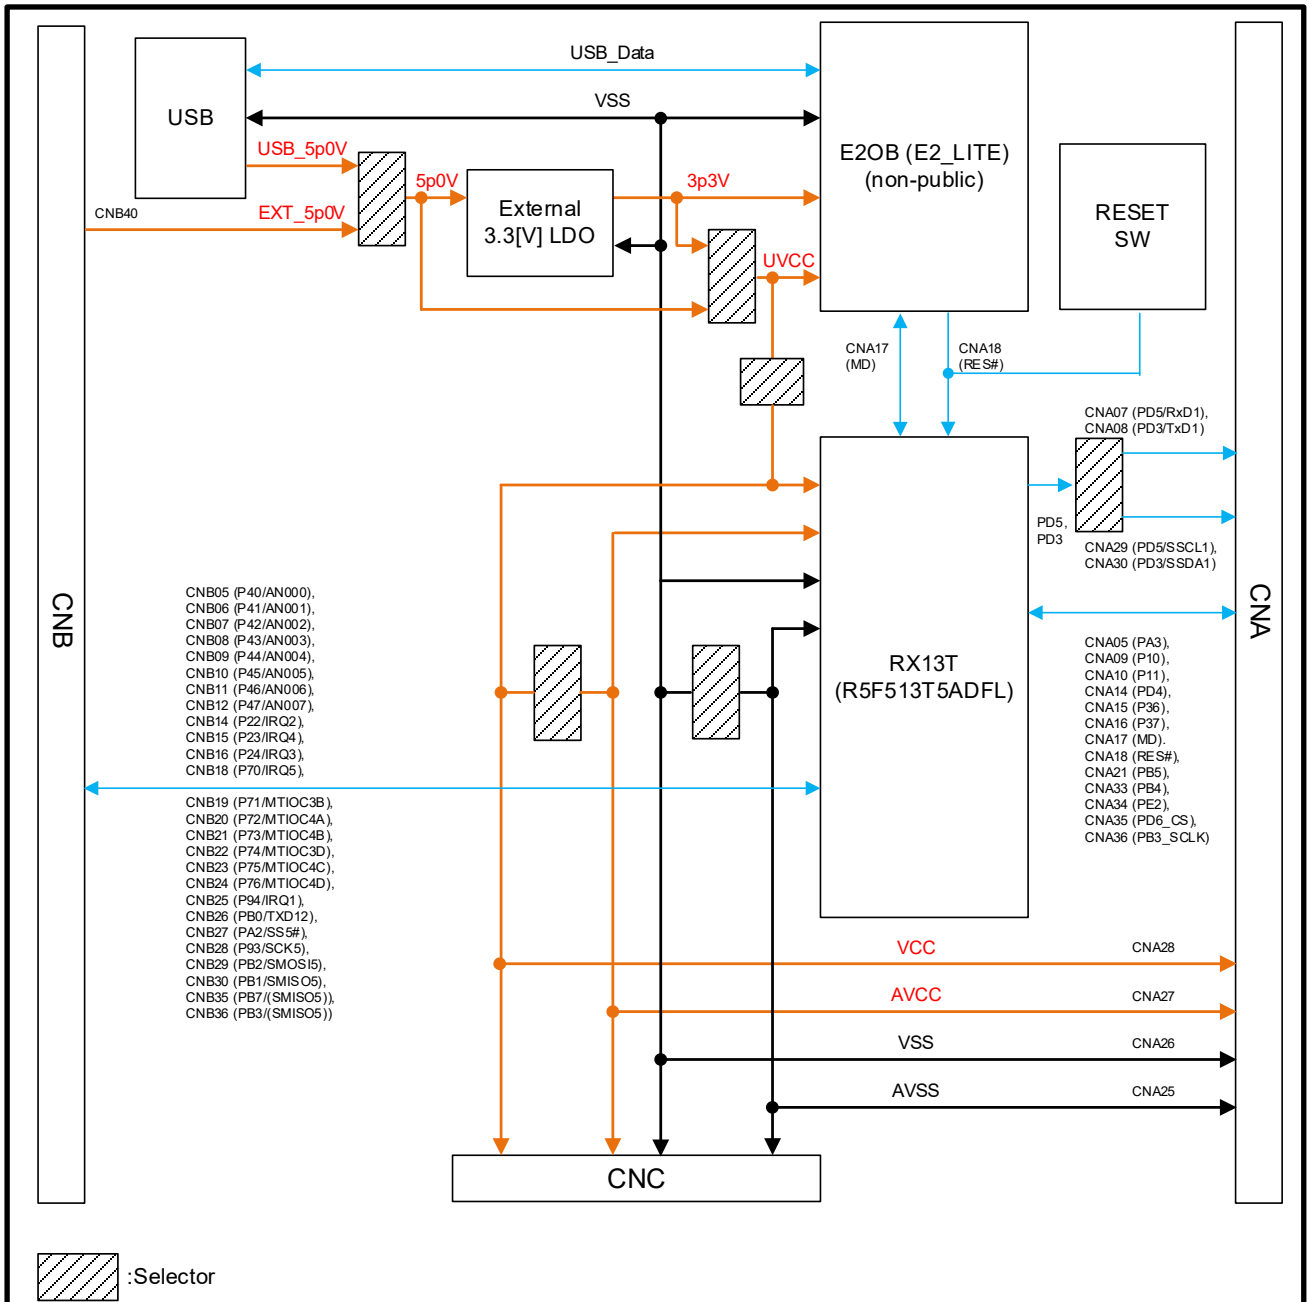 USB_Data
VSS
USB
E2OB (E2_LITE)
(non-public)
USB_5p0V
5p0V
3p3V
RESET
SW
CNB40
EXT_5p0V
External
3.3[V] LDO
UVCC
CNA17
(MD)
CNA18
(RES#)
CNA07 (PD5/RxD1),
CNA08 (PD3/TxD1)
PD5,
PD3
CNA29 (PD5/SSCL1),
CNA30 (PD3/SSDA1)
CNB
CNA
CNB05 (P40/AN000),
CNB06 (P41/AN001),
CNB07 (P42/AN002),
CNB08 (P43/AN003),
CNB09 (P44/AN004),
CNB10 (P45/AN005),
CNB11 (P46/AN006),
CNB12 (P47/AN007),
CNB14 (P22/IRQ2),
CNB15 (P23/IRQ4),
CNB16 (P24/IRQ3),
CNB18 (P70/IRQ5),
CNB19 (P71/MTIOC3B),
CNB20 (P72/MTIOC4A),
CNB21 (P73/MTIOC4B),
CNB22 (P74/MTIOC3D),
CNB23 (P75/MTIOC4C),
CNB24 (P76/MTIOC4D),
CNB25 (P94/IRQ1),
CNB26 (PB0/TXD12),
CNB27 (PA2/SS5#),
CNB28 (P93/SCK5),
CNB29 (PB2/SMOSI5),
CNB30 (PB1/SMISO5),
CNB35 (PB7/(SMISO5)),
CNB36 (PB3/(SMISO5))
RX13T
(R5F513T5ADFL)
CNA05 (PA3),
CNA09 (P10),
CNA10 (P11),
CNA14 (PD4),
CNA15 (P36),
CNA16 (P37),
CNA17 (MD).
CNA18 (RES#),
CNA21 (PB5),
CNA33 (PB4),
CNA34 (PE2),
CNA35 (PD6_CS),
CNA36 (PB3_SCLK)
VCC
CNA28
AVCC
CNA27
VSS
CNA26
AVSS
CNA25
CNC
:Selector